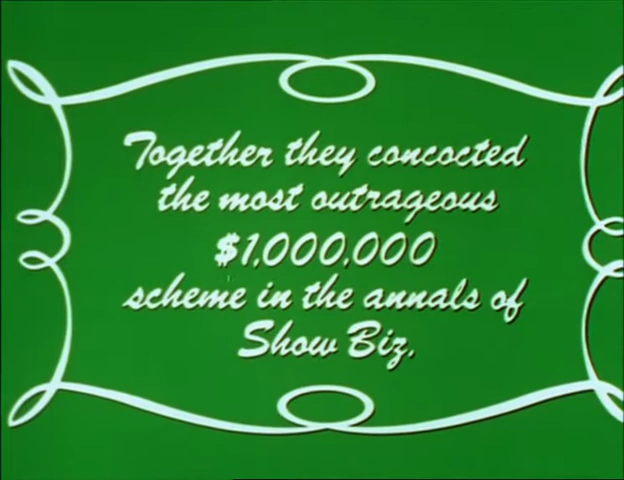 Together they concocted
the most outrageous
$1,000,000
scheme in the annals of
Show Biz.